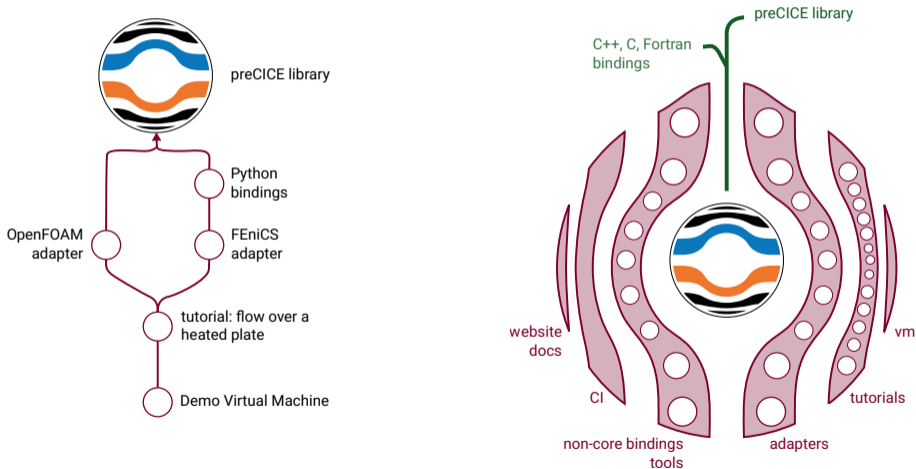 preCICE library
Python
bindings
OpenFOAM
adapter
FEniCS
adapter
tutorial: flow over a
heated plate
Demo Virtual Machine
preCICE library
C++, C, Fortran
bindings
website
docs
vm
CI
tutorials
non-core bindings
tools
adapters